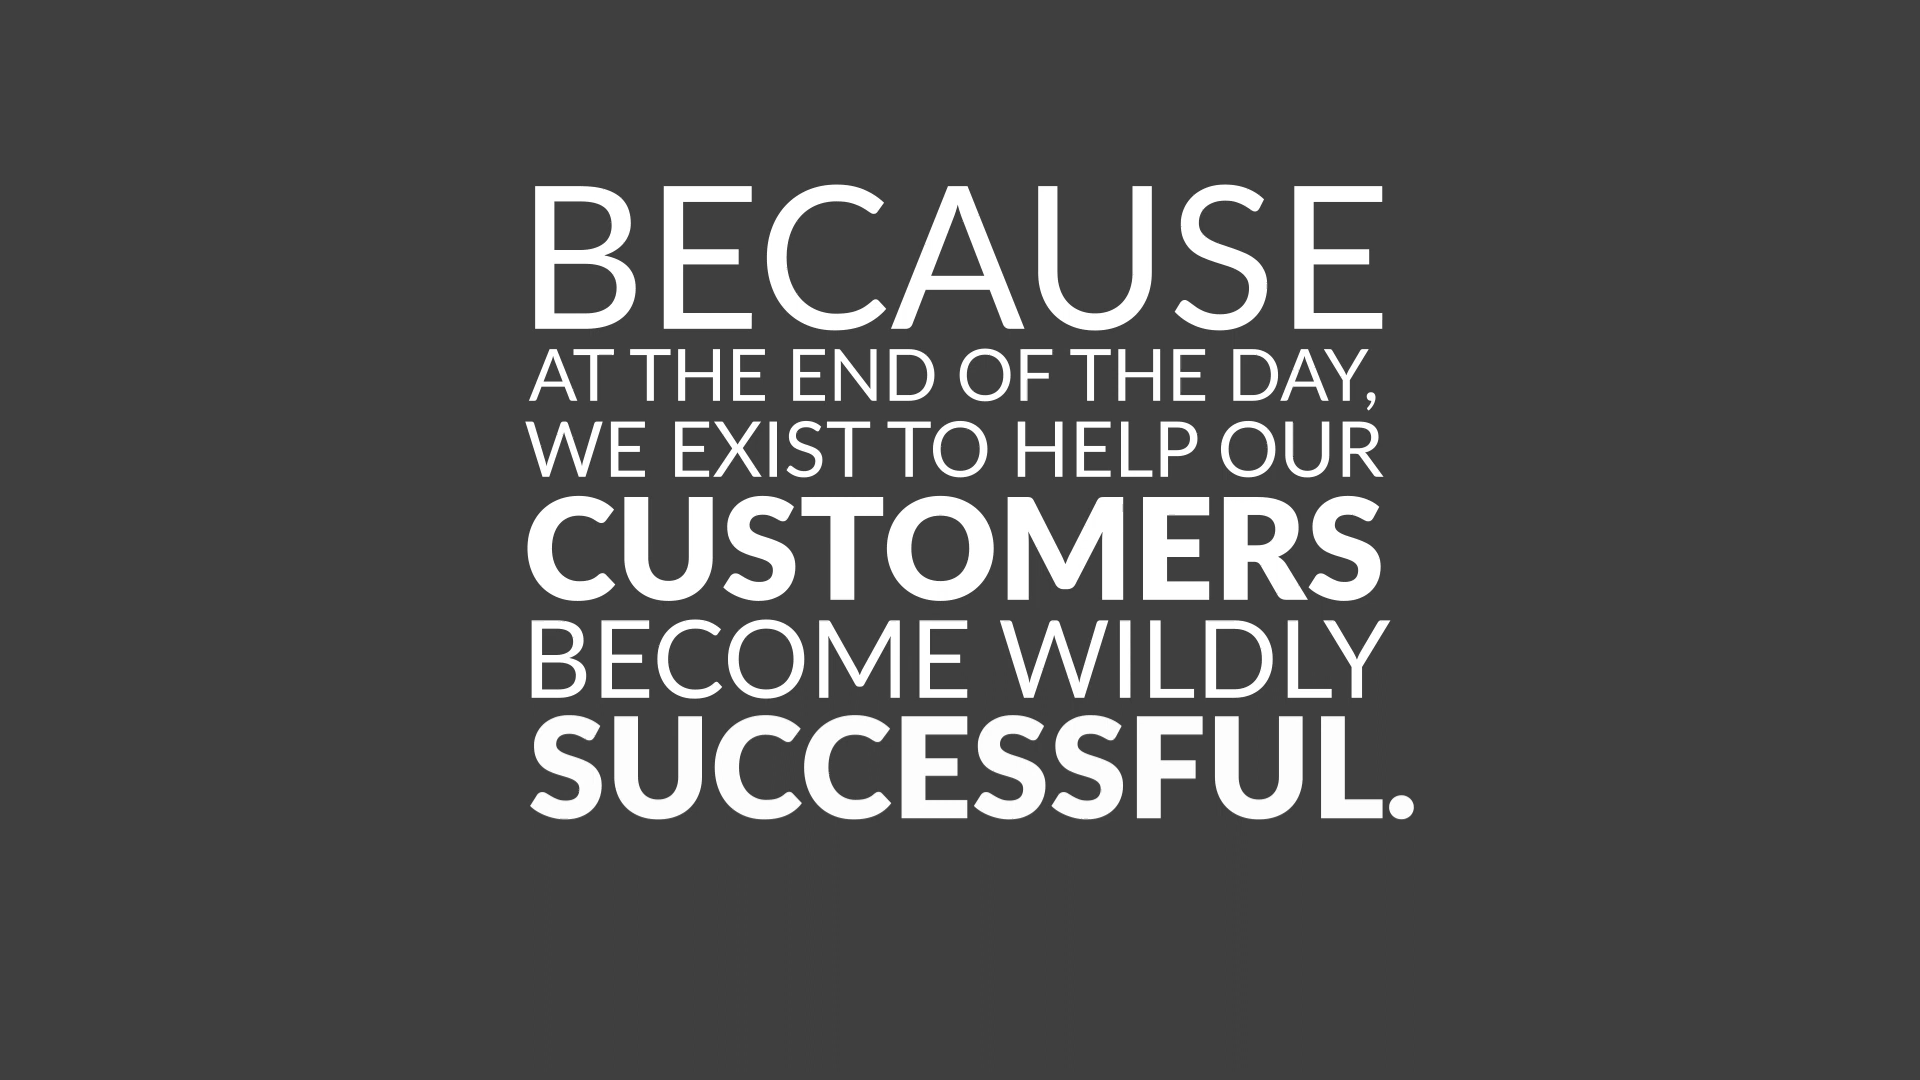 BECAUSE
AT THE END OF THE DAY,
WE EXIST TO HELP OUR
CUSTOMERS
BECOME WILDLY
SUCCESSFUL.